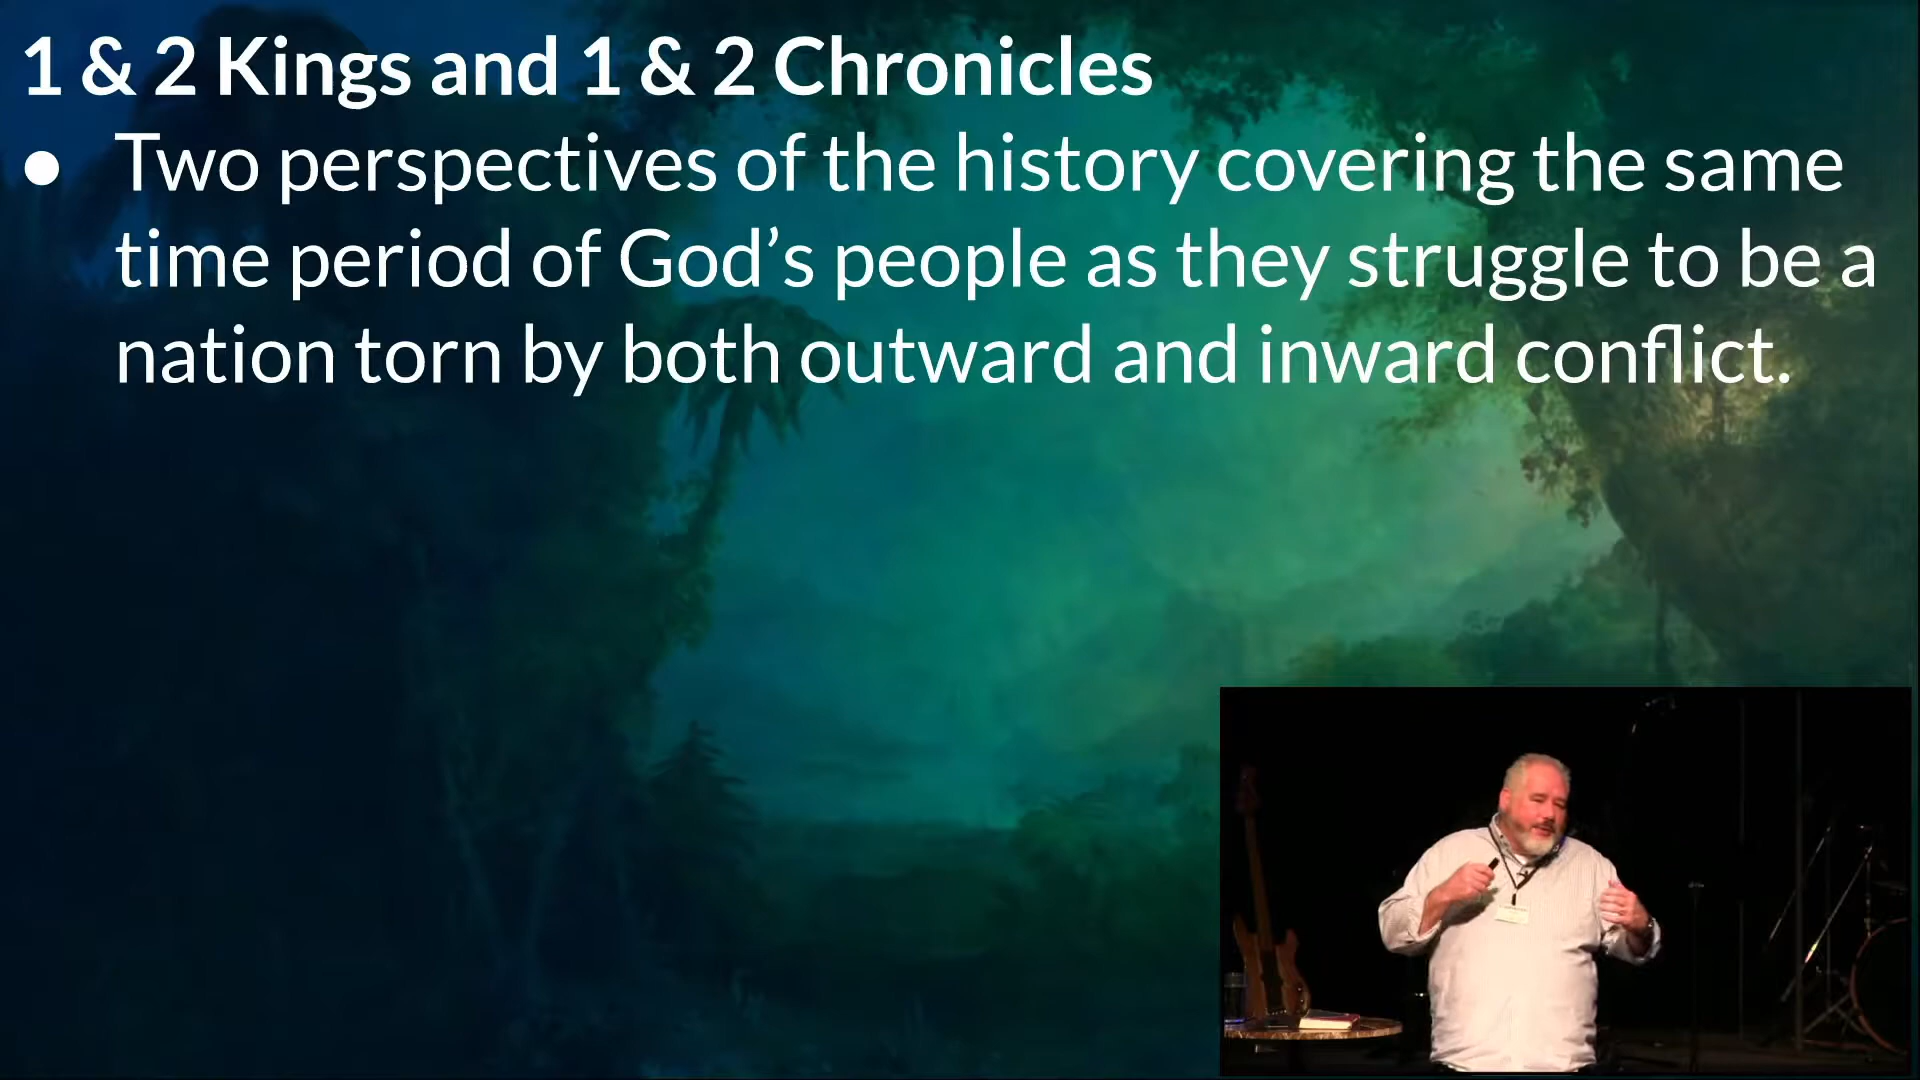 1 & 2 Kings and 1 & 2 Chronicles
● Two perspectives of the history covering the same
time period of God’s people as they struggle to be a
nation torn by both outward and inward conflict.